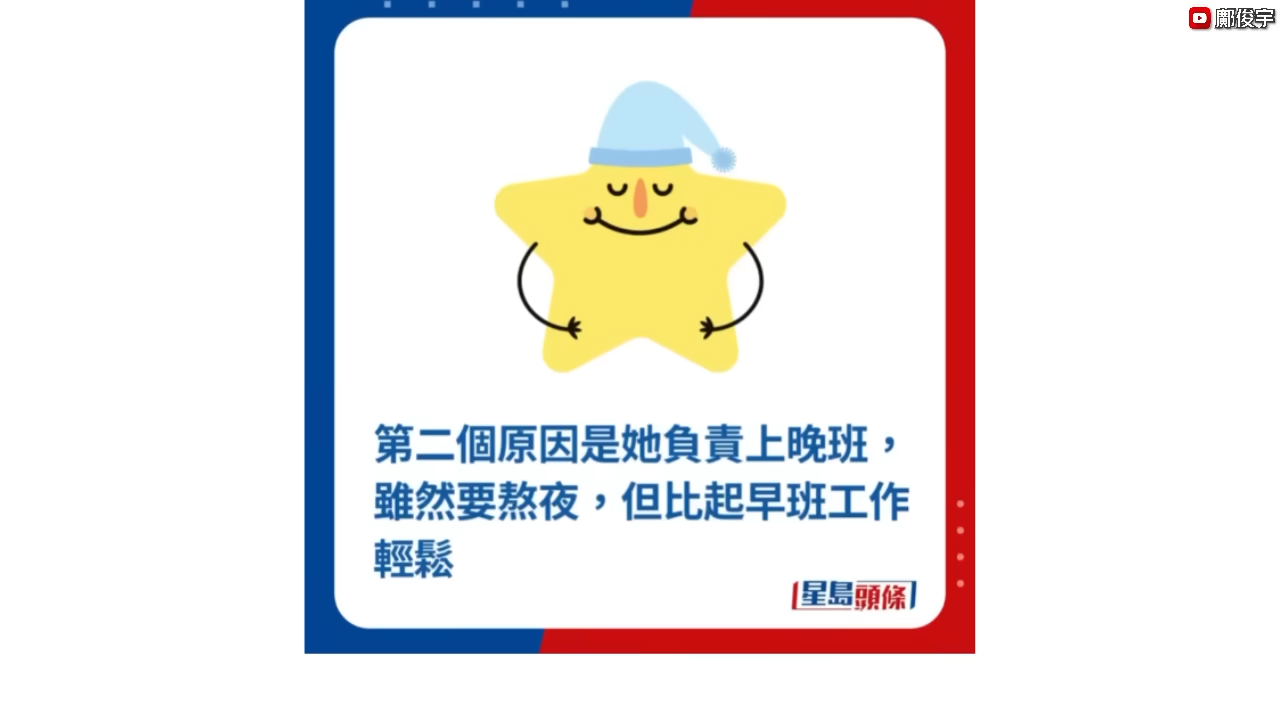 鄺俊宇
第二個原因是她負責上晚班，
雖然要熬夜，但比起早班工作
輕鬆
星島頭條